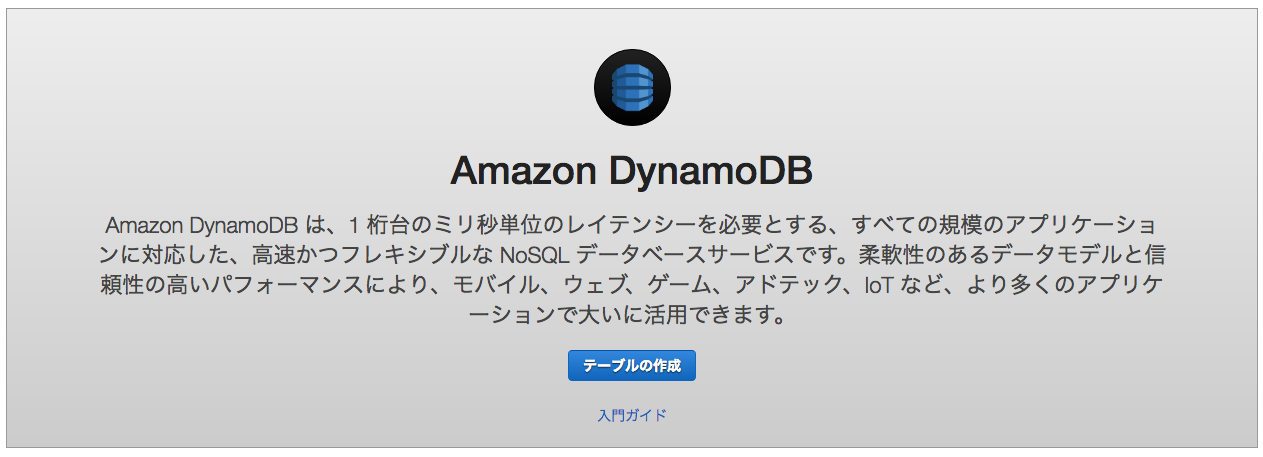 Amazon DynamoDB
Amazon DynamoDB は、1 桁台のミリ秒単位のレイテンシーを必要とする、すべての規模のアプリケーショ
ンに対応した、高速かつフレキシブルな NoSQL データベースサービスです。柔軟性のあるデータモデルと信
頼性の高いパフォーマンスにより、モバイル、ウェブ、ゲーム、アドテック、IoT など、より多くのアプリケ
ーションで大いに活用できます。
テーブルの作成
入門ガイド